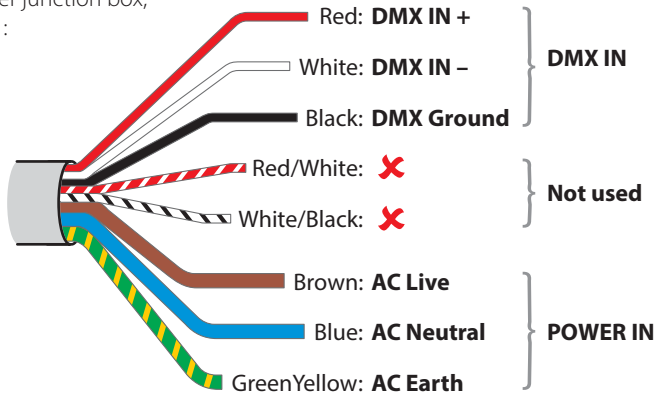 junction box,
:
Red: DMX IN +
White: DMX IN –
Black: DMX Ground
DMX IN
Red/White: ✘
White/Black: ✘
Not used
Brown: AC Live
Blue: AC Neutral
GreenYellow: AC Earth
POWER IN